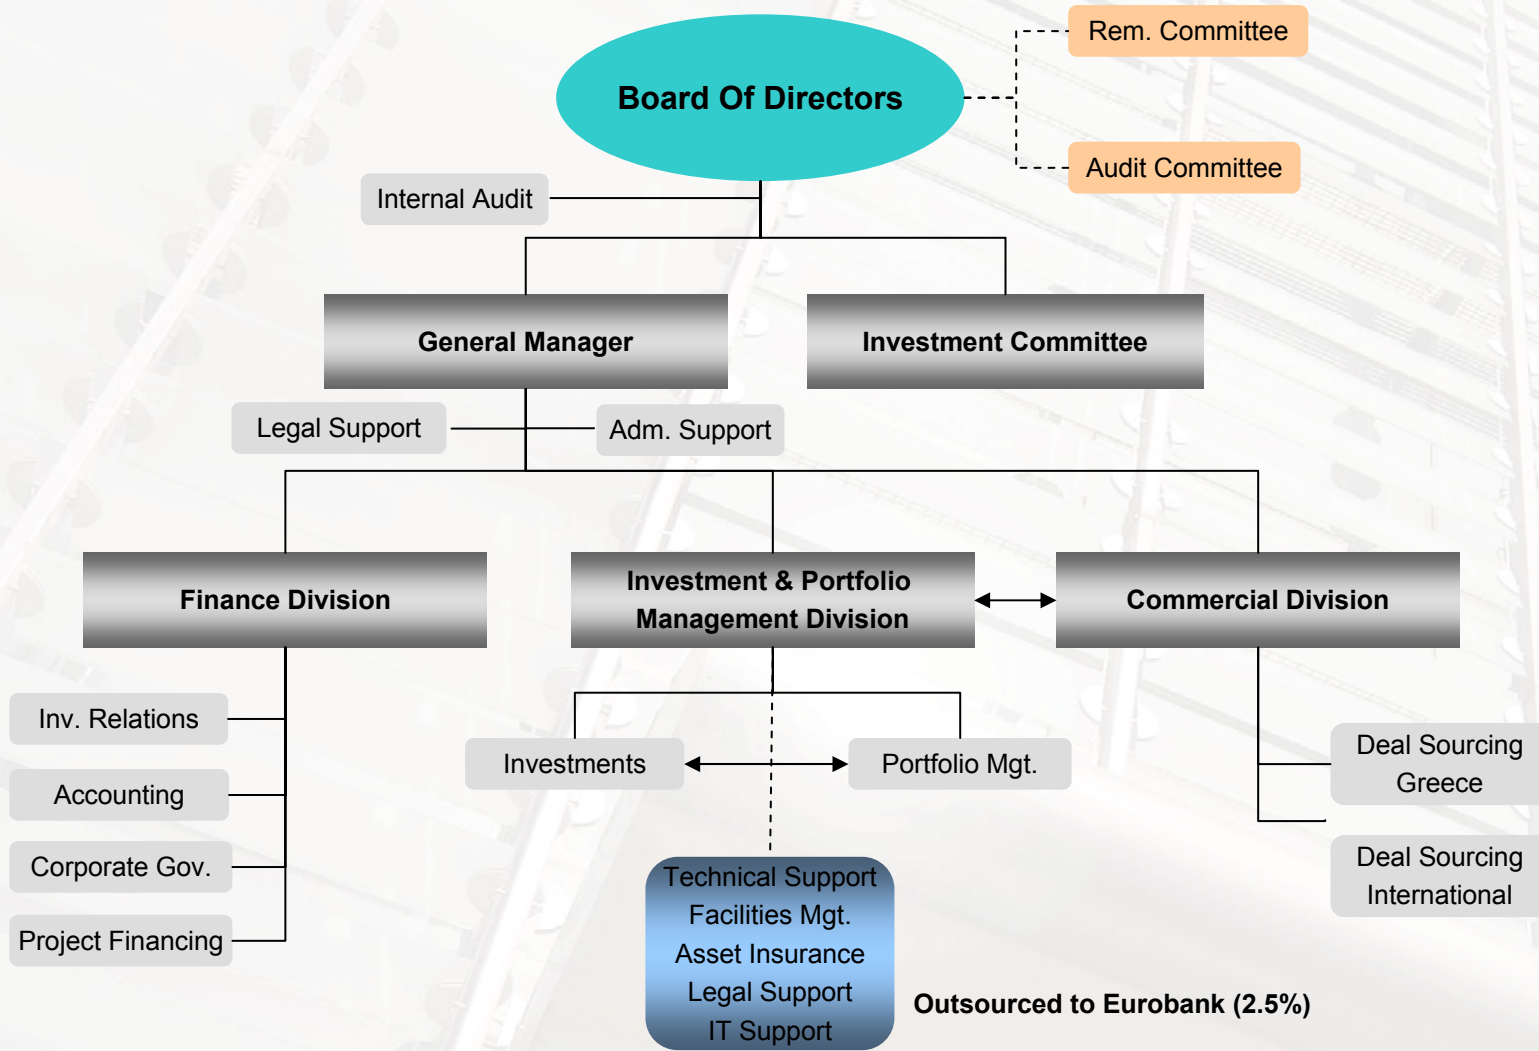 Rem. Committee
Board Of Directors
Audit Committee
Internal Audit
General Manager
Investment Committee
Legal Support
Adm. Support
Finance Division
Investment & Portfolio
Management Division
Commercial Division
Inv. Relations
Accounting
Corporate Gov.
Project Financing
Investments
Portfolio Mgt.
Deal Sourcing
Greece
Deal Sourcing
International
Technical Support
Facilities Mgt.
Asset Insurance
Legal Support
IT Support
Outsourced to Eurobank (2.5%)